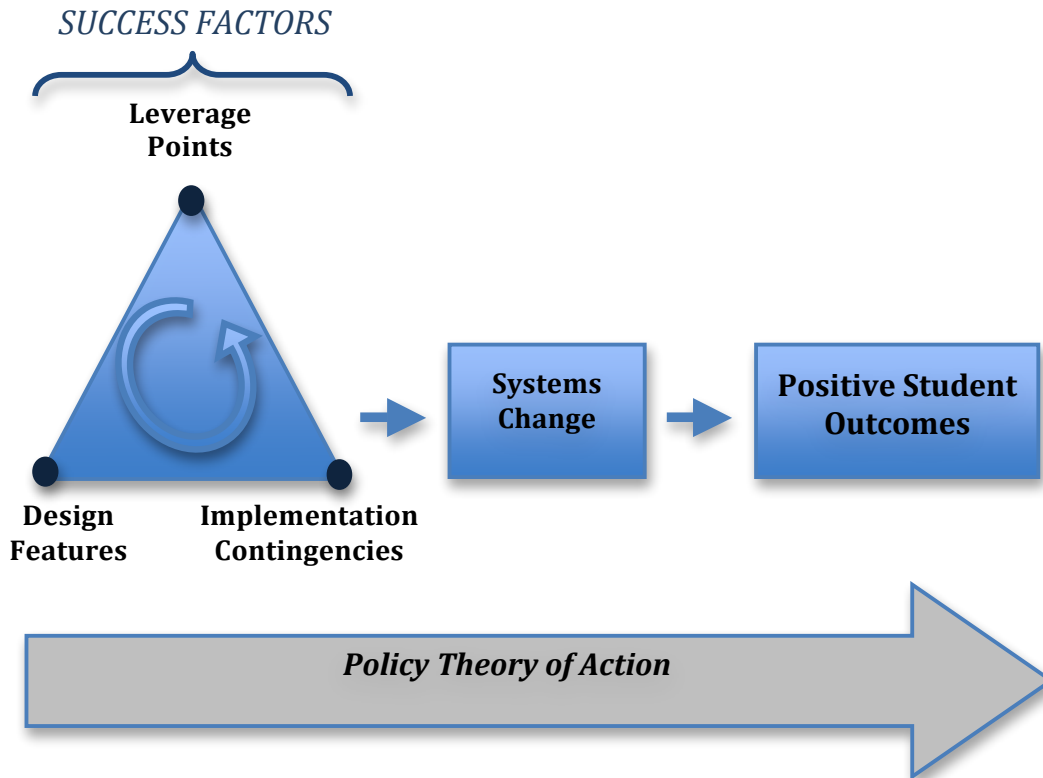 SUCCESS FACTORS
Leverage
Points
Design
Features
Implementation
Contingencies
Systems
Change
Positive Student
Outcomes
Policy Theory of Action